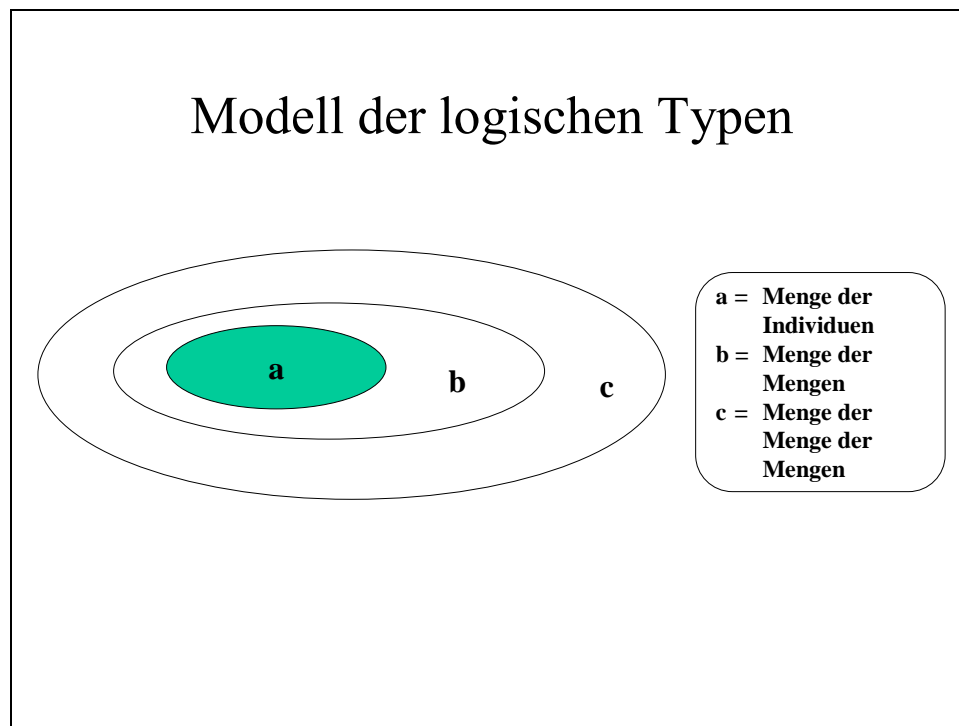 Modell der logischen Typen
a
b
c
a = Menge der
Individuen
b = Menge der
Mengen
c = Menge der
Menge der
Mengen